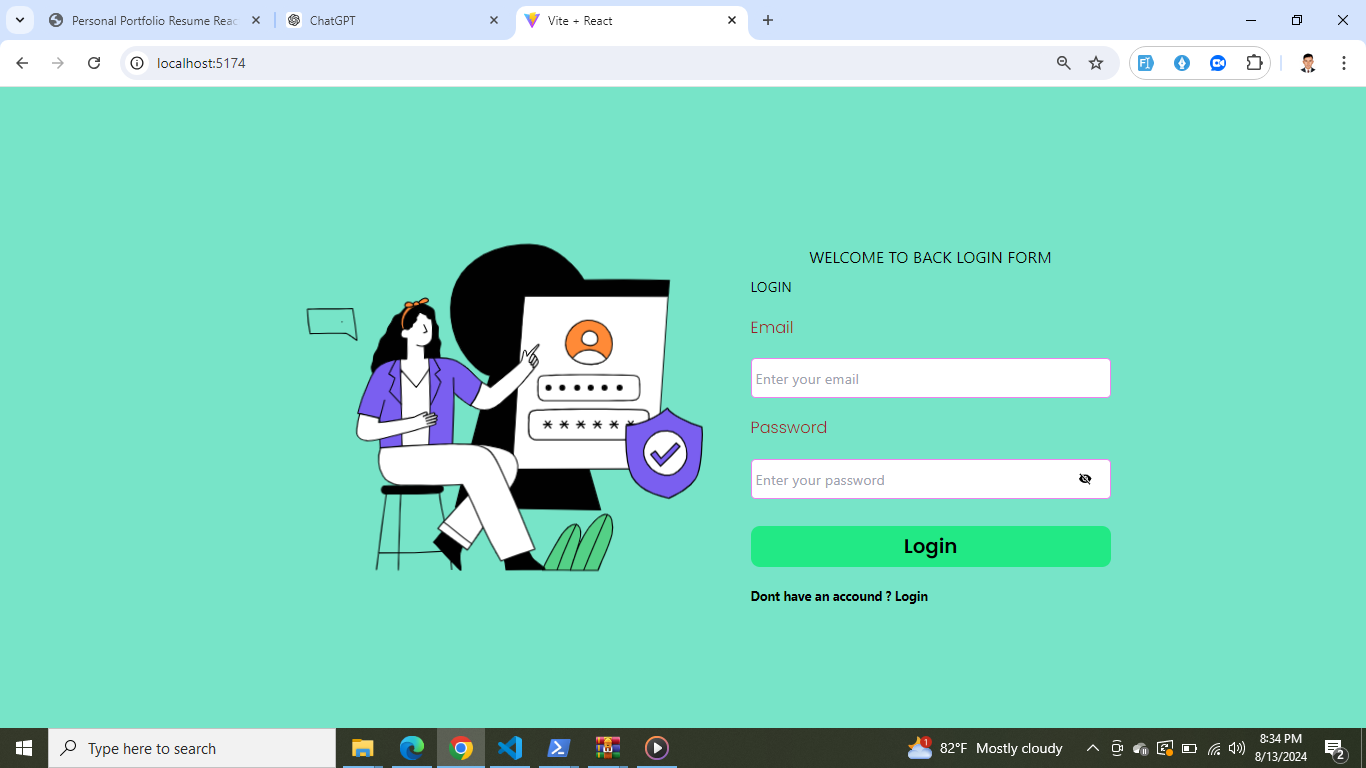 Personal Portfolio Resume Reac
ChatGPT
Vite + React
localhost:5174
WELCOME TO BACK LOGIN FORM
LOGIN
Email
Enter your email
Password
Enter your password
Login
Dont have an accound ? Login
Type here to search
1
82°F Mostly cloudy
8:34 PM
8/13/2024
2